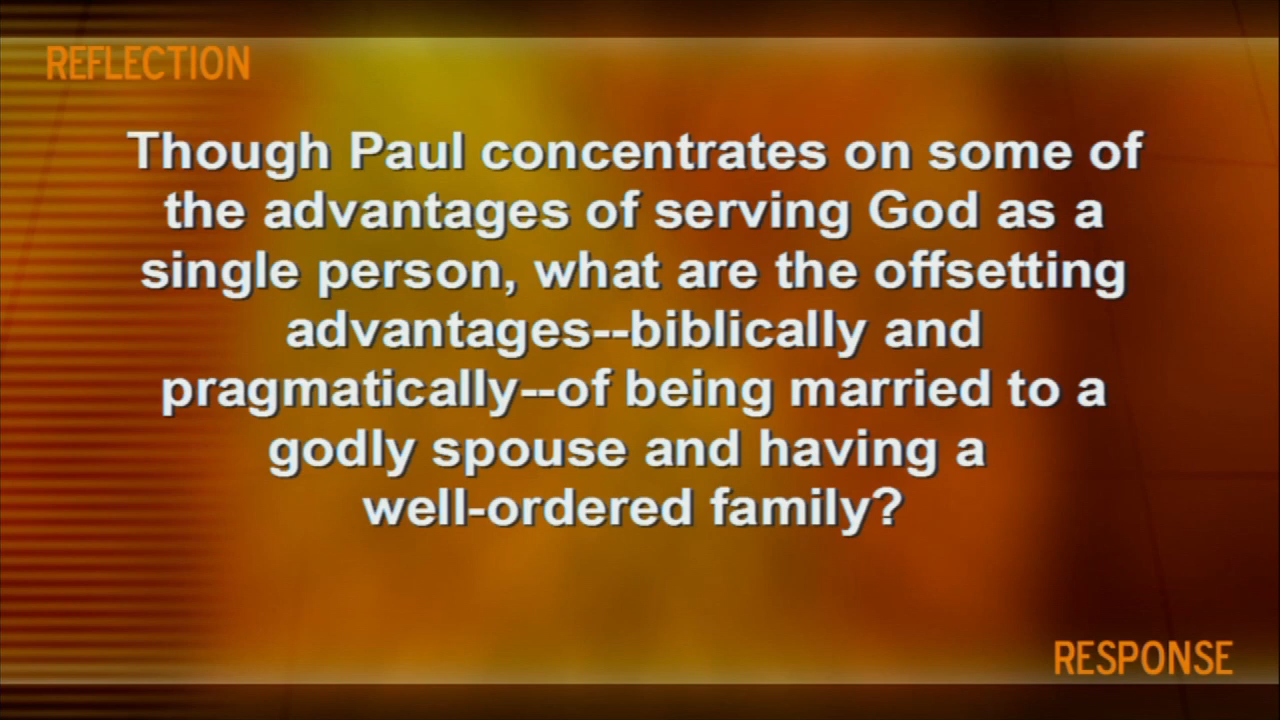 REFLECTION
Though Paul concentrates on some of
the advantages of serving God as a
single person, what are the offsetting
advantages--biblically and
pragmatically--of being married to a
godly spouse and having a
well-ordered family?
RESPONSE